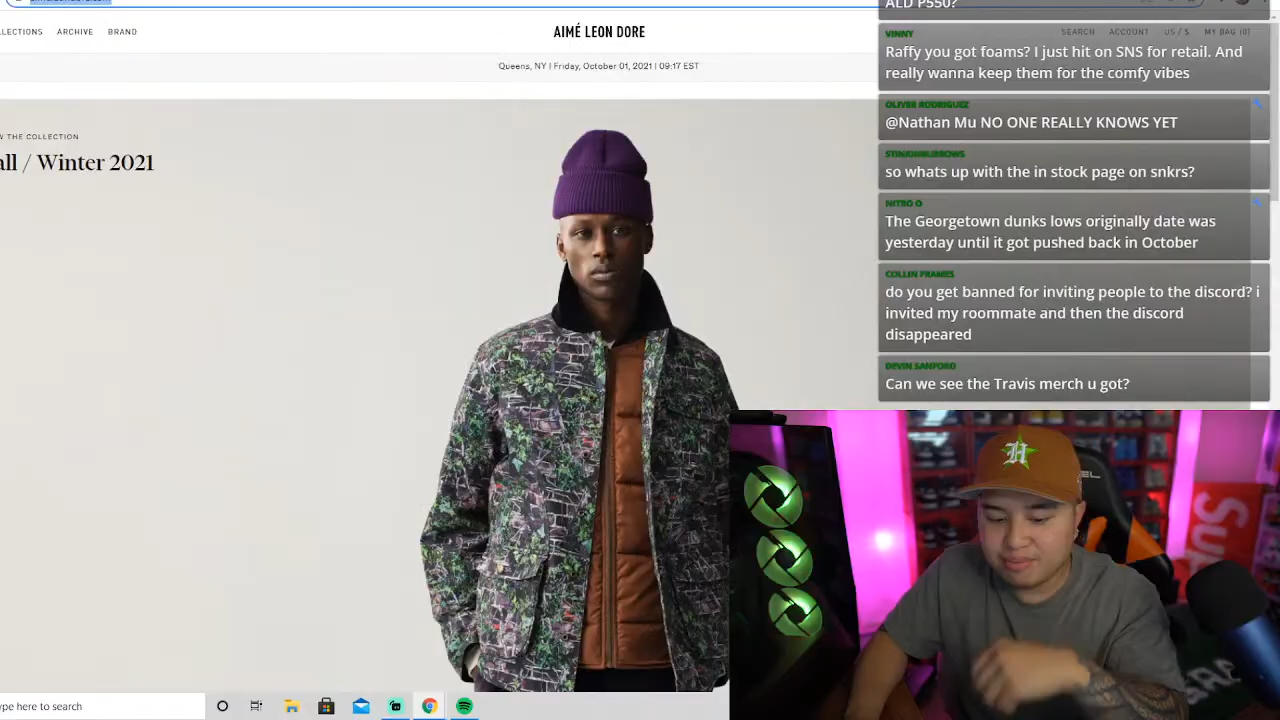 ALD P550?
LLECTIONS ARCHIVE BRAND
AIMÉ LEON DORE
SEARCH ACCOUNT US / $ MY BAG (0)
Queens, NY | Friday, October 01, 2021 | 09:17 EST
W THE COLLECTION
all / Winter 2021
VINNY
Raffy you got foams? I just hit on SNS for retail. And
really wanna keep them for the comfy vibes
OLIVER RODRIGUEZ
@Nathan Mu NO ONE REALLY KNOWS YET
STINJONBURROWS
so whats up with the in stock page on snkrs?
NITRO O
The Georgetown dunks lows originally date was
yesterday until it got pushed back in October
COLLIN FRAMES
do you get banned for inviting people to the discord? i
invited my roommate and then the discord
disappeared
DEVIN SANFORD
Can we see the Travis merch u got?
H
SUP
ype here to search